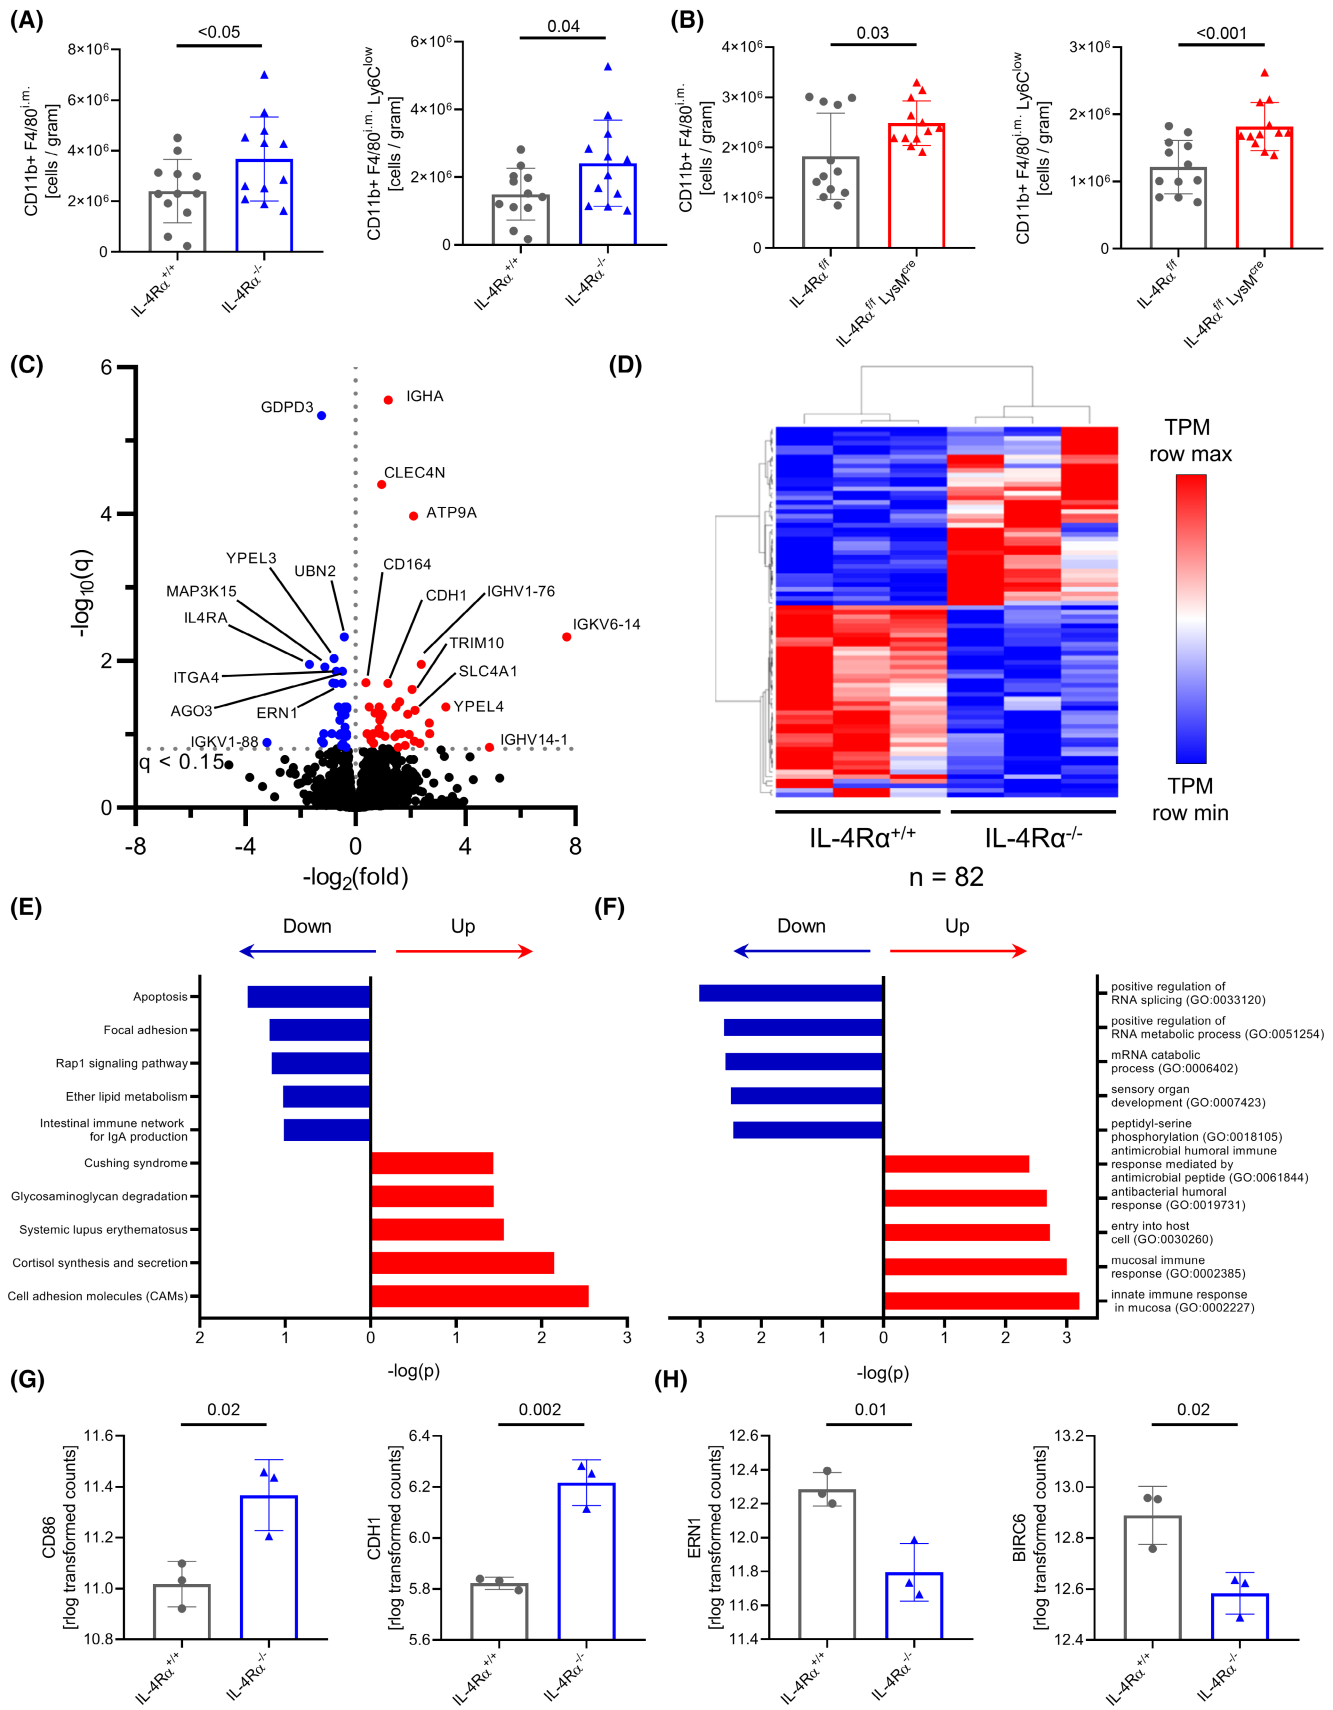 (A)
<0.05
8×10⁶
6×10⁶
4×10⁶
2×10⁶
0
CD11b+ F4/80i.m.
[cells / gram]
IL-4Rα+/+
IL-4Rα-/-
0.04
6×10⁶
4×10⁶
2×10⁶
0
CD11b+ F4/80i.m. Ly6Clow
[cells / gram]
IL-4Rα+/+
IL-4Rα-/-
(B)
0.03
4×10⁶
3×10⁶
2×10⁶
1×10⁶
0
CD11b+ F4/80i.m.
[cells / gram]
IL-4Rαf/f
IL-4Rαf/f LysMcre
<0.001
3×10⁶
2×10⁶
1×10⁶
0
CD11b+ F4/80i.m. Ly6Clow
[cells / gram]
IL-4Rαf/f
IL-4Rαf/f LysMcre
(C)
6
4
2
0
-log₁₀(q)
GDPD3
IGHA
CLEC4N
ATP9A
YPEL3
UBN2
CD164
MAP3K15
IL4RA
CDH1
IGHV1-76
IGKV6-14
TRIM10
ITGA4
SLC4A1
AGO3
ERN1
YPEL4
IGKV1-88
IGHV14-1
q < 0.15
-8
-4
0
4
8
-log₂(fold)
(D)
TPM
row max
TPM
row min
IL-4Rα+/+
IL-4Rα-/-
n = 82
(E)
Down
Up
Apoptosis
Focal adhesion
Rap1 signaling pathway
Ether lipid metabolism
Intestinal immune network
for IgA production
Cushing syndrome
Glycosaminoglycan degradation
Systemic lupus erythematosus
Cortisol synthesis and secretion
Cell adhesion molecules (CAMs)
2
1
0
1
2
3
-log(p)
(F)
Down
Up
positive regulation of
RNA splicing (GO:0033120)
positive regulation of
RNA metabolic process (GO:0051254)
mRNA catabolic
process (GO:0006402)
sensory organ
development (GO:0007423)
peptidyl-serine
phosphorylation (GO:0018105)
antimicrobial humoral immune
response mediated by
antimicrobial peptide (GO:0061844)
antibacterial humoral
response (GO:0019731)
entry into host
cell (GO:0030260)
mucosal immune
response (GO:0002385)
innate immune response
in mucosa (GO:0002227)
3
2
1
0
1
2
3
-log(p)
(G)
0.02
11.6
11.4
11.2
11.0
10.8
CD86
[rlog transformed counts]
IL-4Rα+/+
IL-4Rα-/-
0.002
6.4
6.2
6.0
5.8
5.6
CDH1
[rlog transformed counts]
IL-4Rα+/+
IL-4Rα-/-
(H)
0.01
12.6
12.4
12.2
12.0
11.8
11.6
11.4
ERN1
[rlog transformed counts]
IL-4Rα+/+
IL-4Rα-/-
0.02
13.2
13.0
12.8
12.6
12.4
BIRC6
[rlog transformed counts]
IL-4Rα+/+
IL-4Rα-/-